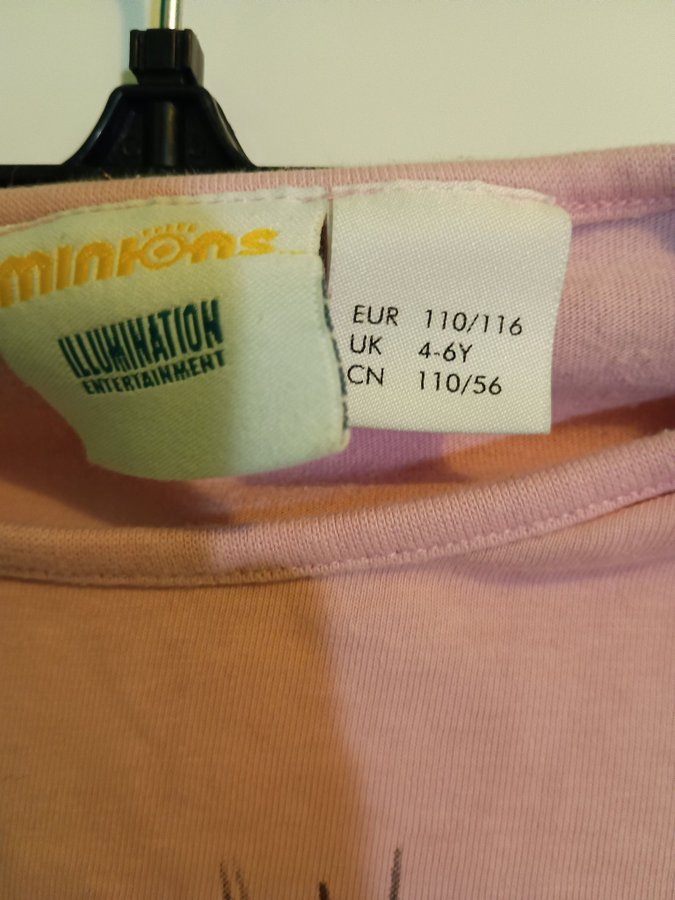 minions
ILLUMINATION
ENTERTAINMENT
EUR 110/116
UK 4-6Y
CN 110/56